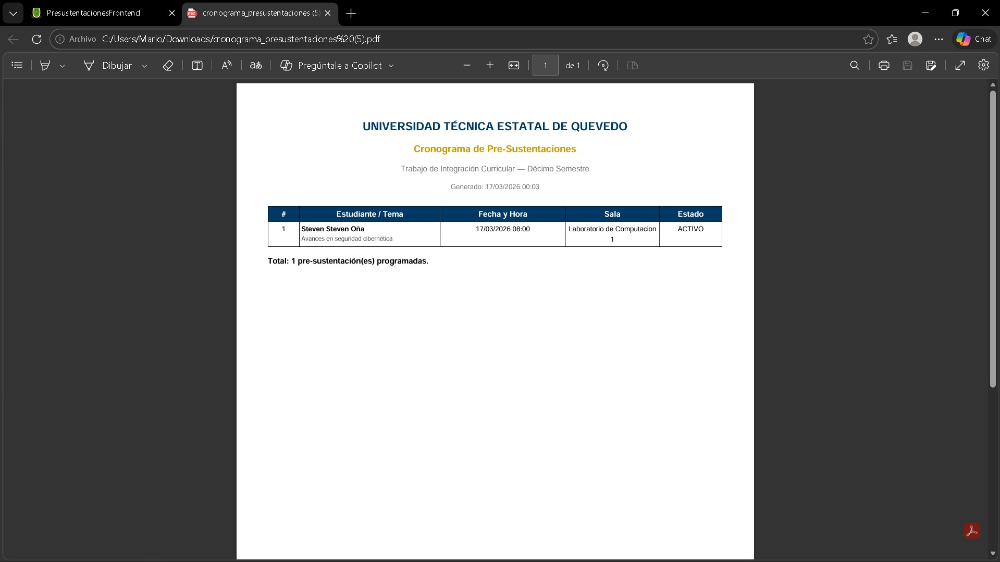 PresustentacionesFrontend
cronograma_presustentaciones (5)
Archivo C:/Users/Mario/Downloads/cronograma_presustentaciones%20(5).pdf
Chat
Dibujar
aあ
Pregúntale a Copilot
1 de 1
UNIVERSIDAD TÉCNICA ESTATAL DE QUEVEDO
Cronograma de Pre-Sustentaciones
Trabajo de Integración Curricular — Décimo Semestre
Generado: 17/03/2026 00:03
# Estudiante / Tema Fecha y Hora Sala Estado
1 Steven Steven Oña 17/03/2026 08:00 Laboratorio de Computacion ACTIVO
Avances en seguridad cibernética 1
Total: 1 pre-sustentación(es) programadas.